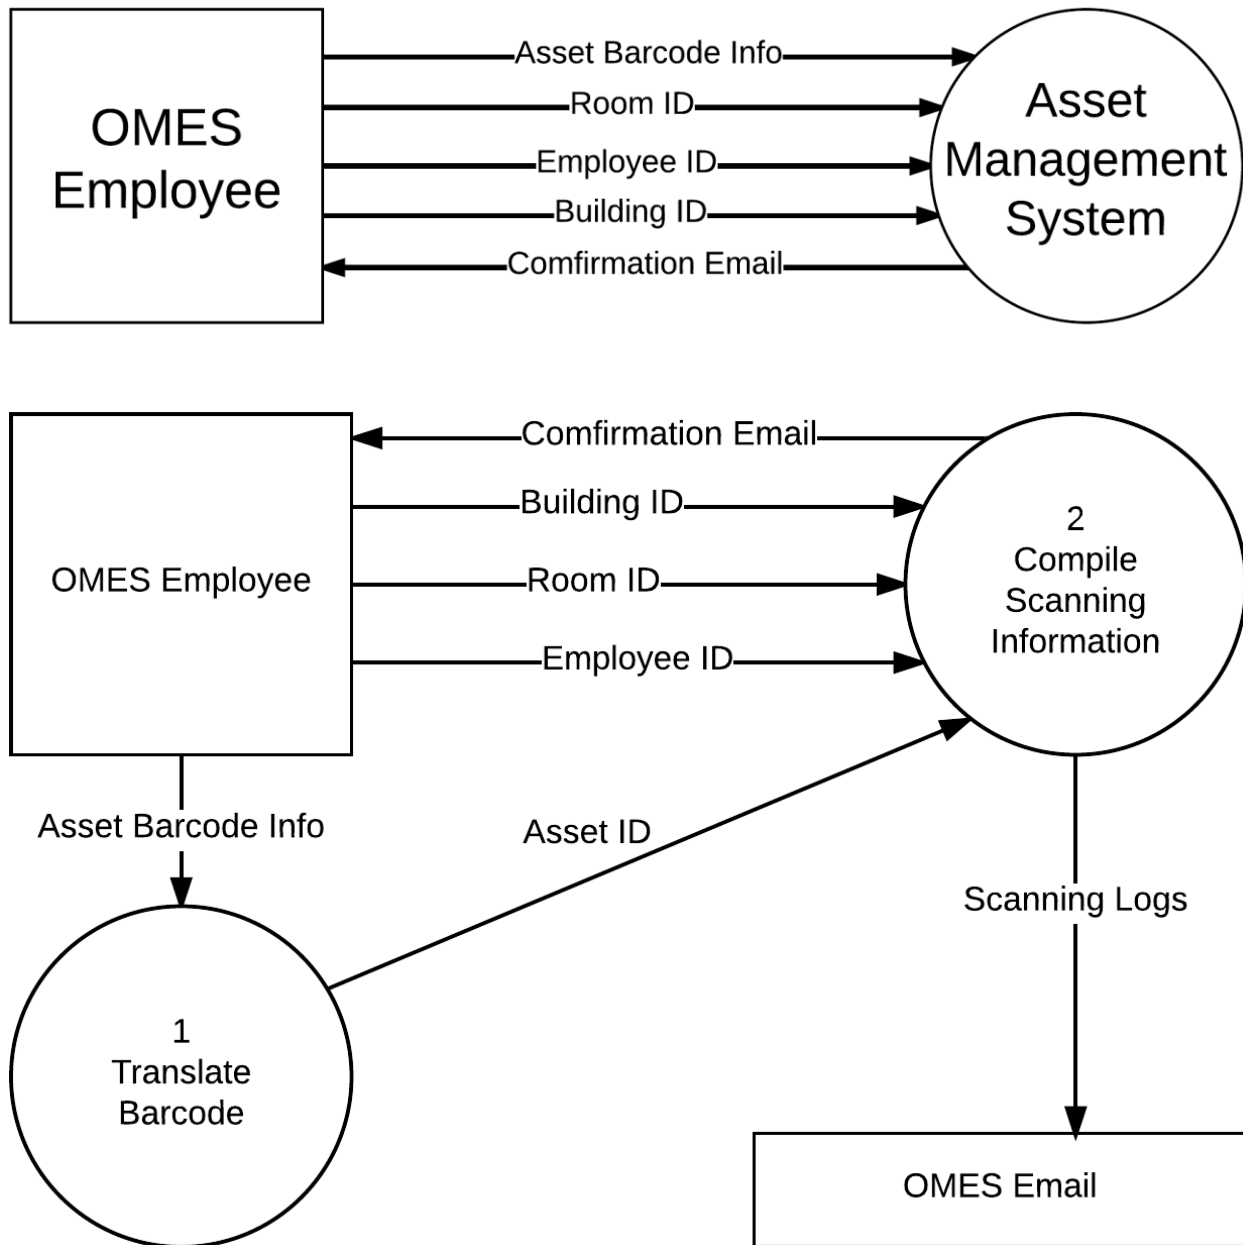 OMES
Employee
Asset Barcode Info
Room ID
Employee ID
Building ID
Comfirmation Email
Asset
Management
System
OMES Employee
Comfirmation Email
Building ID
Room ID
Employee ID
2
Compile
Scanning
Information
Asset Barcode Info
Asset ID
Scanning Logs
1
Translate
Barcode
OMES Email